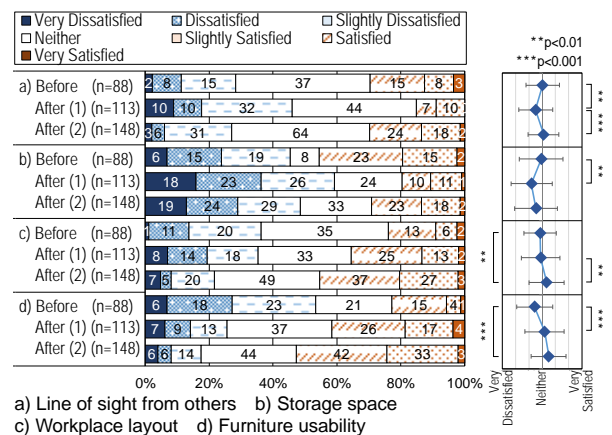 Very Dissatisfied Dissatisfied Slightly Dissatisfied
Neither Slightly Satisfied Satisfied
Very Satisfied
**p<0.01
***p<0.001
a) Before (n=88) 2 8 15 37 15 8 3
After (1) (n=113) 10 10 32 44 7 10
After (2) (n=148) 3 6 31 64 24 18 2
b) Before (n=88) 6 15 19 8 23 15 2
After (1) (n=113) 18 23 26 24 10 11
After (2) (n=148) 19 24 29 33 23 18 2
c) Before (n=88) 1 11 20 35 13 6 2
After (1) (n=113) 8 14 18 33 25 13 2
After (2) (n=148) 7 5 20 49 37 27 3
d) Before (n=88) 6 18 23 21 15 4 1
After (1) (n=113) 7 9 13 37 26 17 4
After (2) (n=148) 6 6 14 44 42 33 3
** *** ** ** ** *** ***
0% 20% 40% 60% 80% 100%
Very Dissatisfied
Neither
Very Satisfied
a) Line of sight from others b) Storage space
c) Workplace layout d) Furniture usability